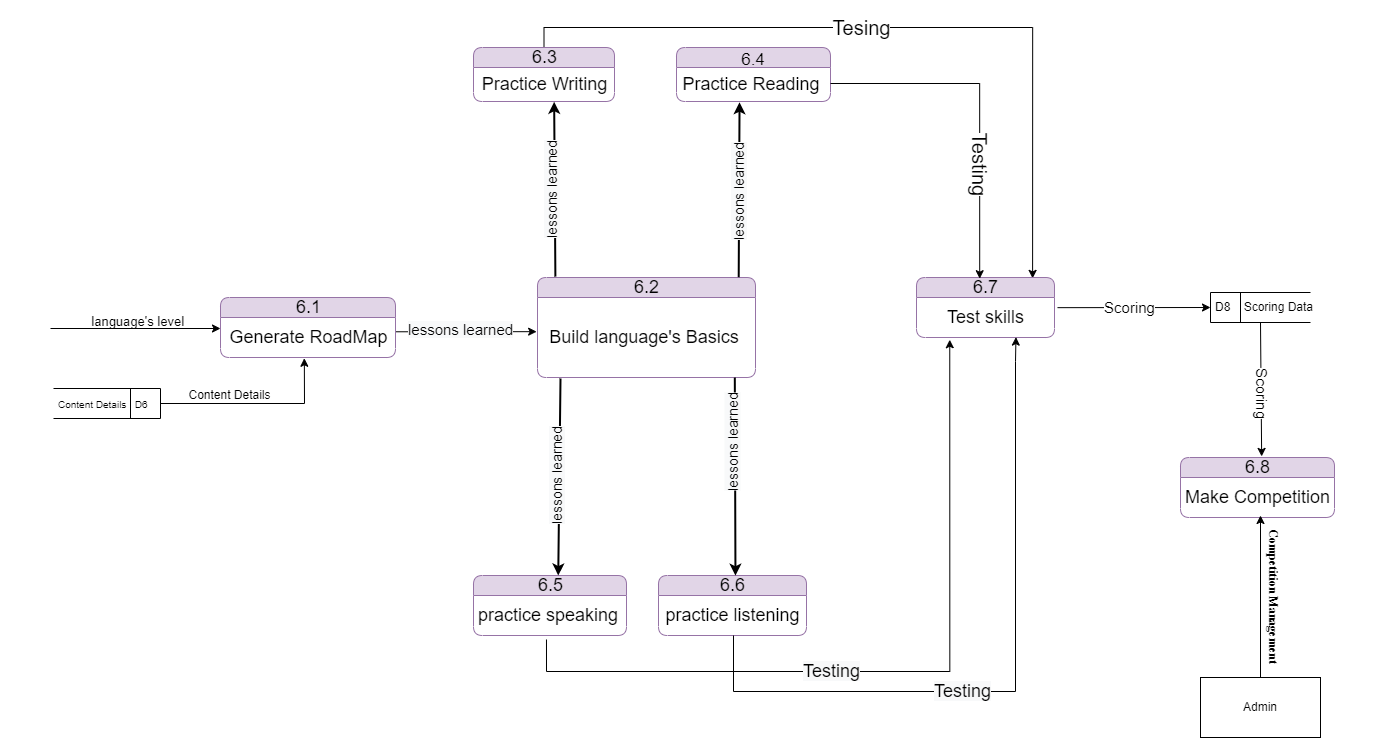 Tesing
6.3
Practice Writing
6.4
Practice Reading
lessons learned
lessons learned
Testing
6.1
Generate RoadMap
language's level
lessons learned
6.2
Build language's Basics
6.7
Test skills
Scoring
D8 Scoring Data
Content Details D6
Content Details
Scoring
lessons learned
lessons learned
6.8
Make Competition
Competition Management
6.5
practice speaking
6.6
practice listening
Testing
Testing
Admin